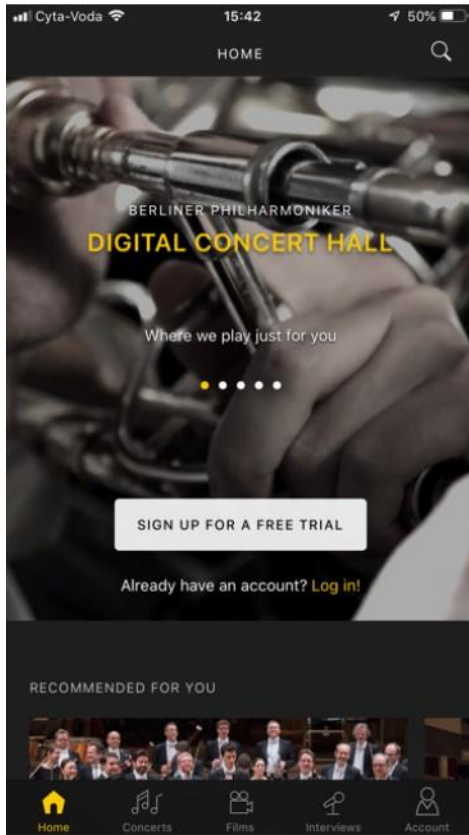 Cyta-Voda 15:42 50%
HOME
BERLINER PHILHARMONIKER
DIGITAL CONCERT HALL
Where we play just for you
SIGN UP FOR A FREE TRIAL
Already have an account? Log in!
RECOMMENDED FOR YOU
Home Concerts Films Interviews Account